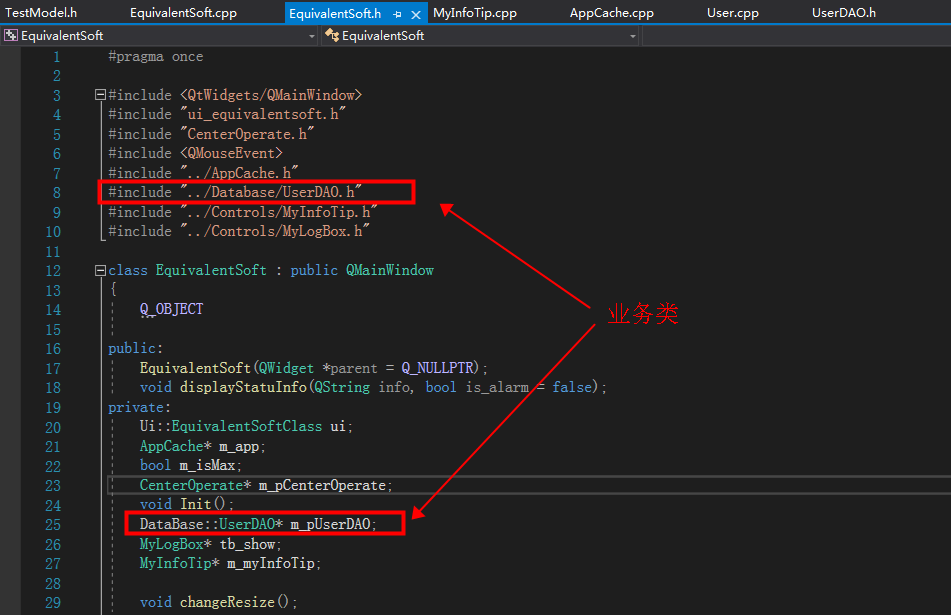 TestModel.h EquivalentSoft.cpp EquivalentSoft.h MyInfoTip.cpp AppCache.cpp User.cpp UserDAO.h
EquivalentSoft EquivalentSoft
1 #pragma once
2
3 #include <QtWidgets/QMainWindow>
4 #include "ui_equivalentsoft.h"
5 #include "CenterOperate.h"
6 #include <QMouseEvent>
7 #include "../AppCache.h"
8 #include "../Database/UserDAO.h"
9 #include "../Controls/MyInfoTip.h"
10 #include "../Controls/MyLogBox.h"
11
12 class EquivalentSoft : public QMainWindow
13 {
14 Q_OBJECT
业务类
15
16 public:
17 EquivalentSoft(QWidget *parent = Q_NULLPTR);
18 void displayStatuInfo(QString info, bool is_alarm = false);
19 private:
20 Ui::EquivalentSoftClass ui;
21 AppCache* m_app;
22 bool m_isMax;
23 CenterOperate* m_pCenterOperate;
24 void Init();
25 DataBase::UserDAO* m_pUserDAO;
26 MyLogBox* tb_show;
27 MyInfoTip* m_myInfoTip;
28
29 void changeResize();